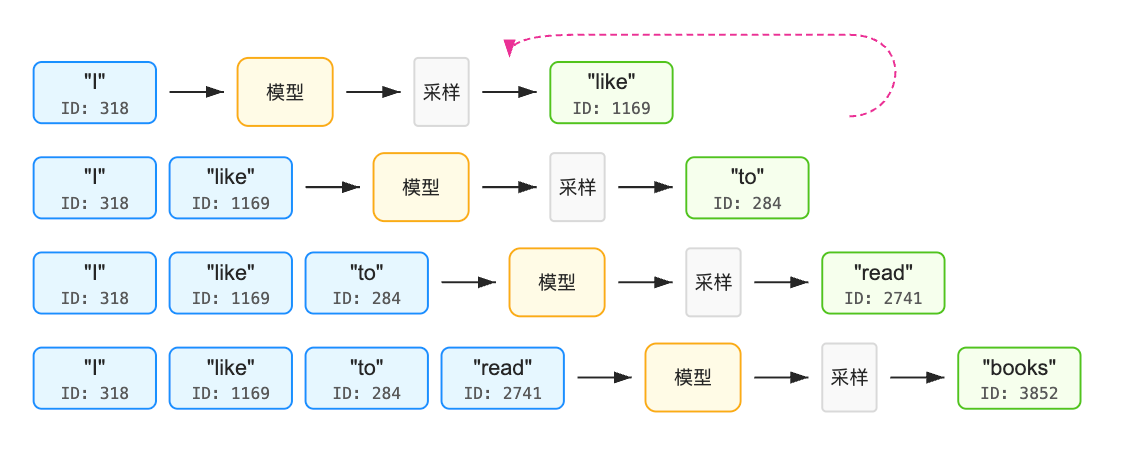 "I"
ID: 318
模型
采样
"like"
ID: 1169
"I"
ID: 318
"like"
ID: 1169
模型
采样
"to"
ID: 284
"I"
ID: 318
"like"
ID: 1169
"to"
ID: 284
模型
采样
"read"
ID: 2741
"I"
ID: 318
"like"
ID: 1169
"to"
ID: 284
"read"
ID: 2741
模型
采样
"books"
ID: 3852